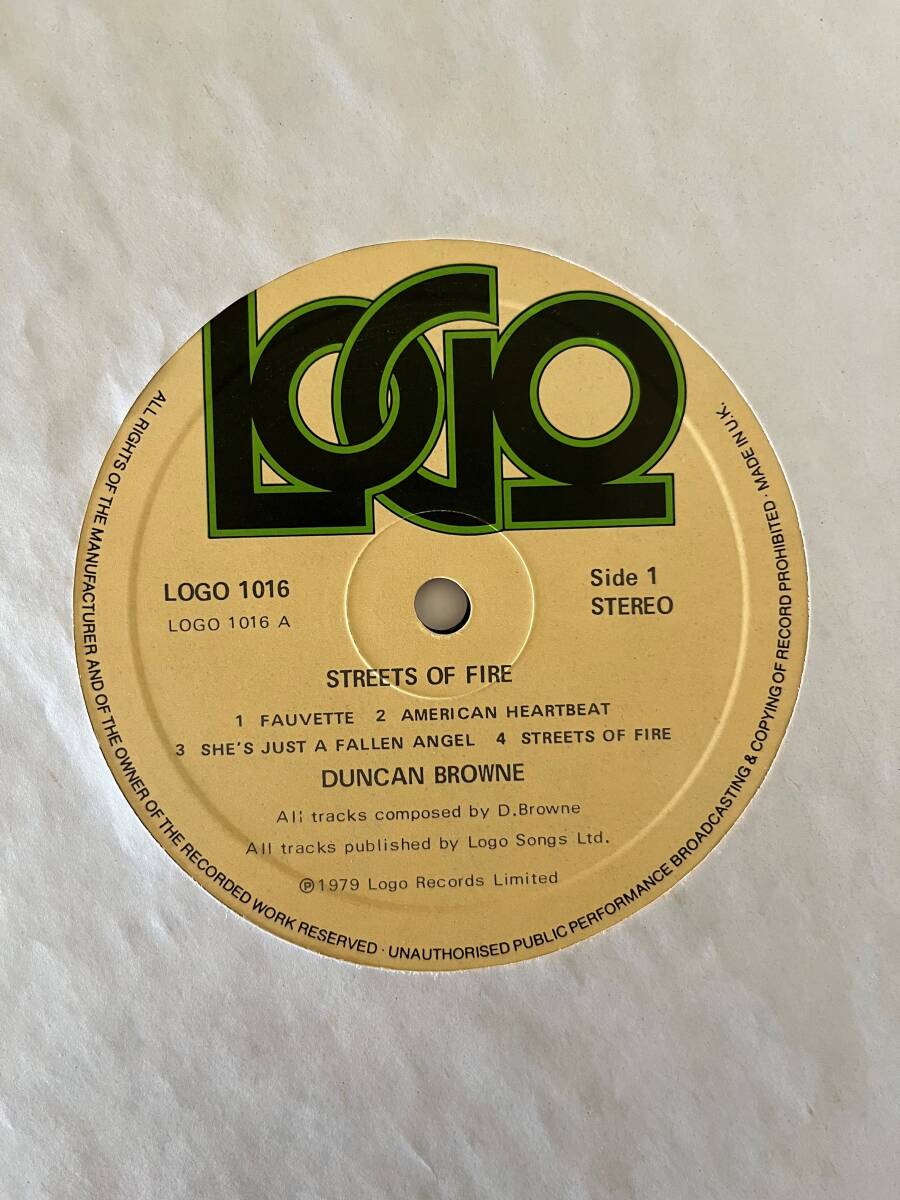 LOGO
LOGO 1016
LOGO 1016 A
Side 1
STEREO
STREETS OF FIRE
1 FAUVETTE 2 AMERICAN HEARTBEAT
3 SHE'S JUST A FALLEN ANGEL 4 STREETS OF FIRE
DUNCAN BROWNE
All tracks composed by D.Browne
All tracks published by Logo Songs Ltd.
℗1979 Logo Records Limited
ALL RIGHTS OF THE MANUFACTURER AND OF THE OWNER OF THE RECORDED WORK RESERVED · UNAUTHORISED PUBLIC PERFORMANCE BROADCASTING & COPYING OF RECORD PROHIBITED · MADE IN U.K.